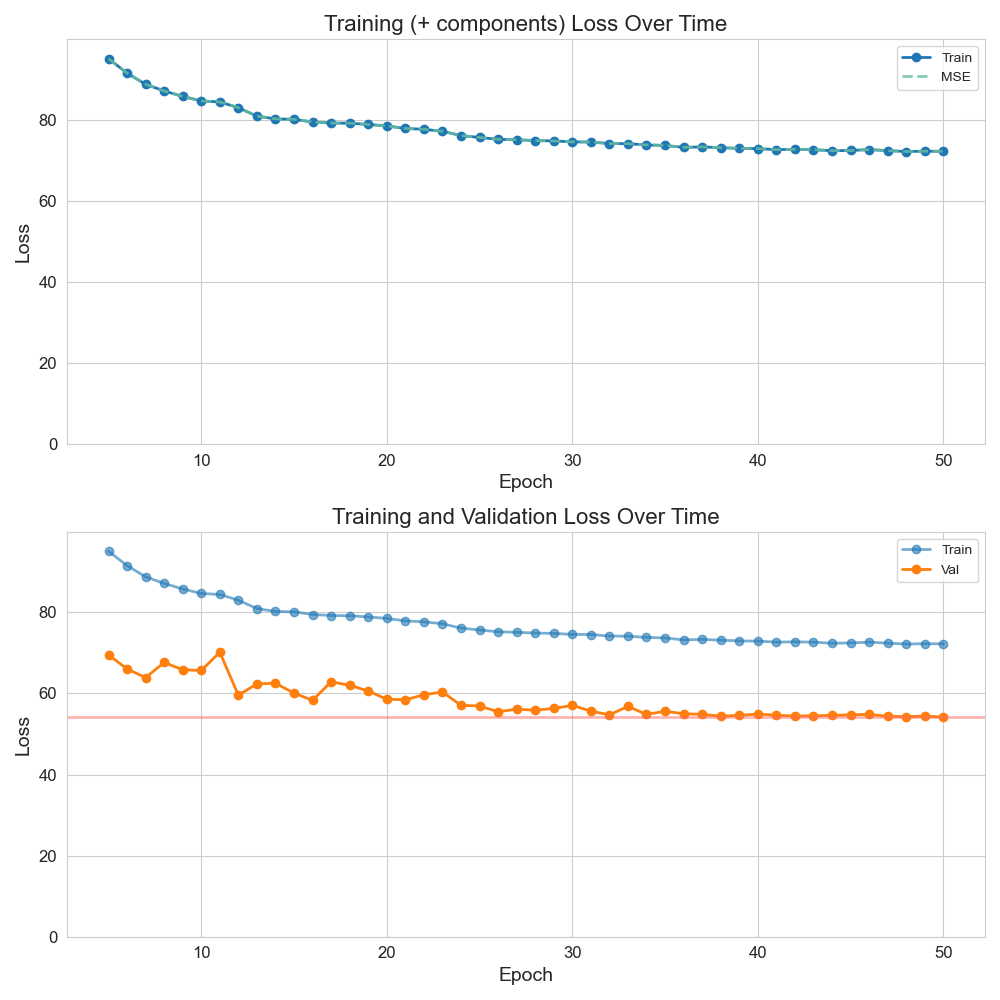 Training (+ components) Loss Over Time
Train
MSE
80
60
40
20
0
Loss
10 20 30 40 50
Epoch
Training and Validation Loss Over Time
Train
Val
80
60
40
20
0
Loss
10 20 30 40 50
Epoch